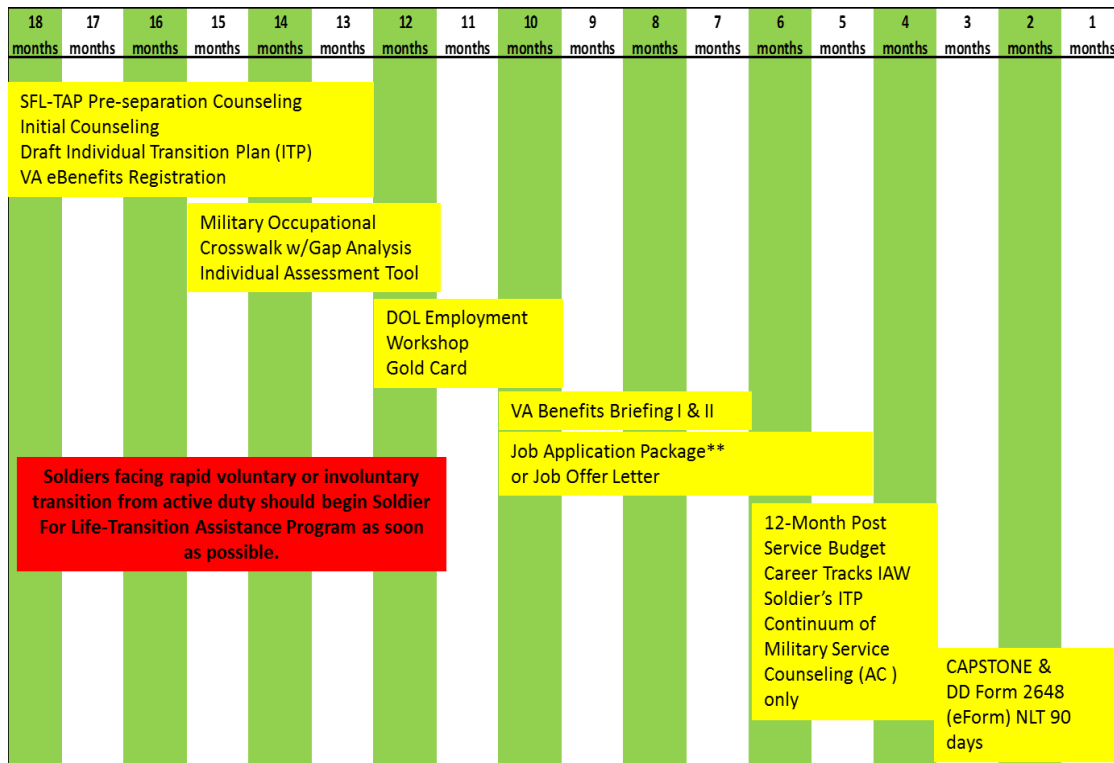 18 17 16 15 14 13 12 11 10 9 8 7 6 5 4 3 2 1
months months months months months months months months months months months months months months months months months months
SFL-TAP Pre-separation Counseling
Initial Counseling
Draft Individual Transition Plan (ITP)
VA eBenefits Registration
Military Occupational
Crosswalk w/Gap Analysis
Individual Assessment Tool
DOL Employment
Workshop
Gold Card
VA Benefits Briefing I & II
Job Application Package**
or Job Offer Letter
Soldiers facing rapid voluntary or involuntary
transition from active duty should begin Soldier
For Life-Transition Assistance Program as soon
as possible.
12-Month Post
Service Budget
Career Tracks IAW
Soldier’s ITP
Continuum of
Military Service
Counseling (AC )
only
CAPSTONE &
DD Form 2648
(eForm) NLT 90
days